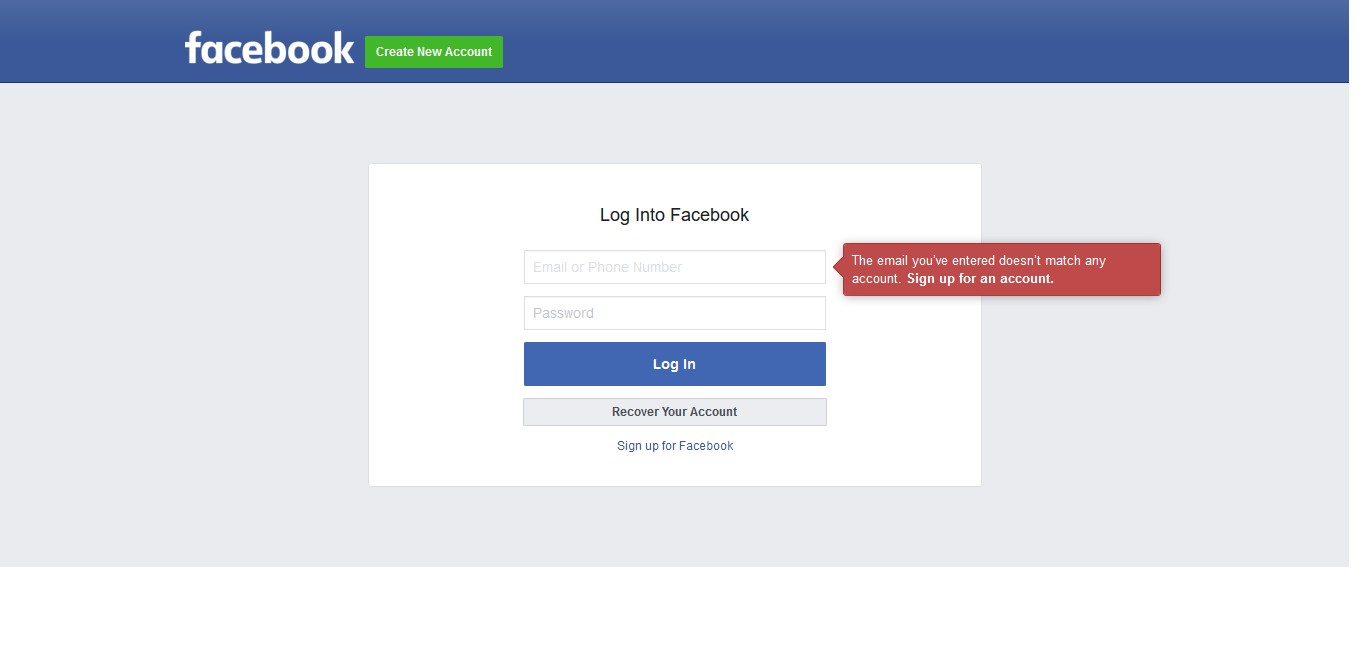 facebook
Create New Account
Log Into Facebook
Email or Phone Number
The email you've entered doesn't match any
account. Sign up for an account.
Password
Log In
Recover Your Account
Sign up for Facebook